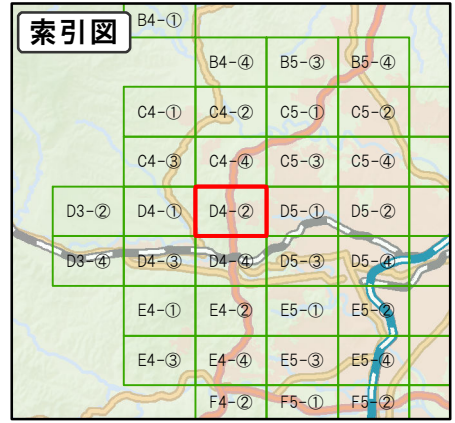 索引図
B4-①
B4-④ B5-③ B5-④
C4-① C4-② C5-① C5-②
C4-③ C4-④ C5-③ C5-④
D3-② D4-① D4-② D5-① D5-②
D3-④ D4-③ D4-④ D5-③ D5-④
E4-① E4-② E5-① E5-②
E4-③ E4-④ E5-③ E5-④
F4-② F5-① F5-②